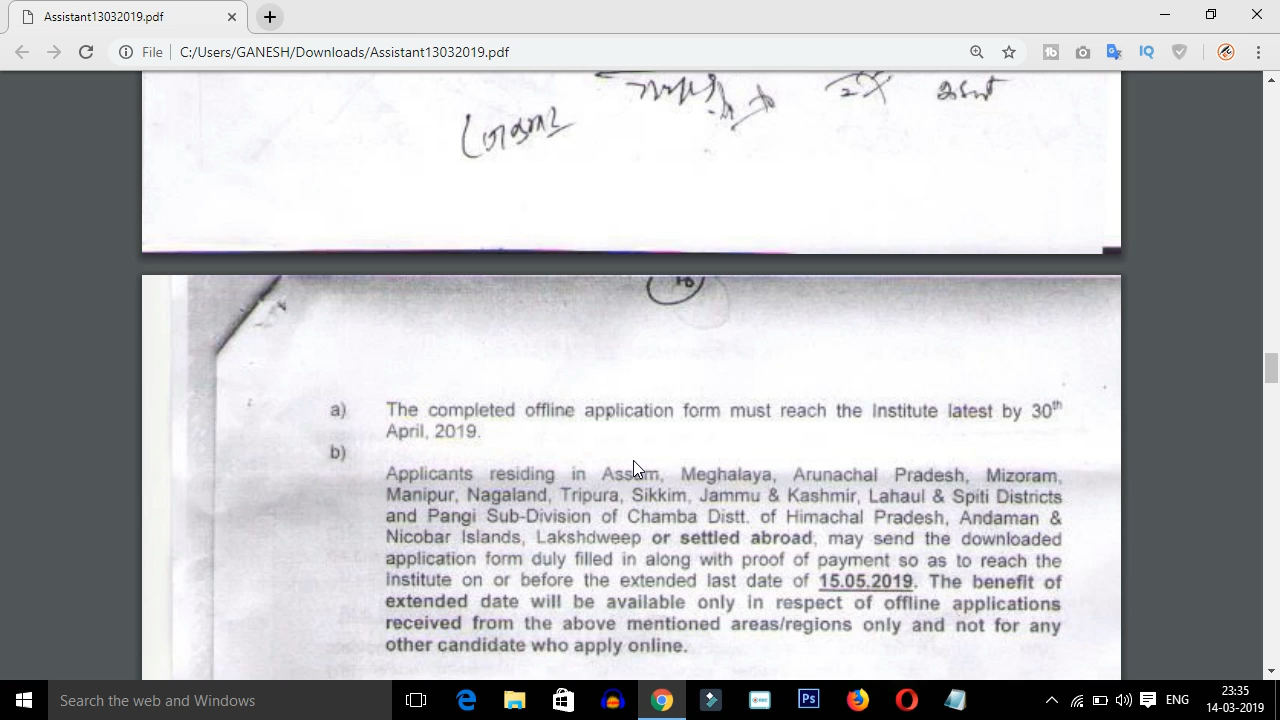 Assistant13032019.pdf
File | C:/Users/GANESH/Downloads/Assistant13032019.pdf
a) The completed offline application form must reach the Institute latest by 30th
April, 2019.
b)
Applicants residing in Assam, Meghalaya, Arunachal Pradesh, Mizoram,
Manipur, Nagaland, Tripura, Sikkim, Jammu & Kashmir, Lahaul & Spiti Districts
and Pangi Sub-Division of Chamba Distt. of Himachal Pradesh, Andaman &
Nicobar Islands, Lakshdweep or settled abroad, may send the downloaded
application form duly filled in along with proof of payment so as to reach the
Institute on or before the extended last date of 15.05.2019. The benefit of
extended date will be available only in respect of offline applications
received from the above mentioned areas/regions only and not for any
other candidate who apply online.
Search the web and Windows
Ps
ENG
23:35
14-03-2019